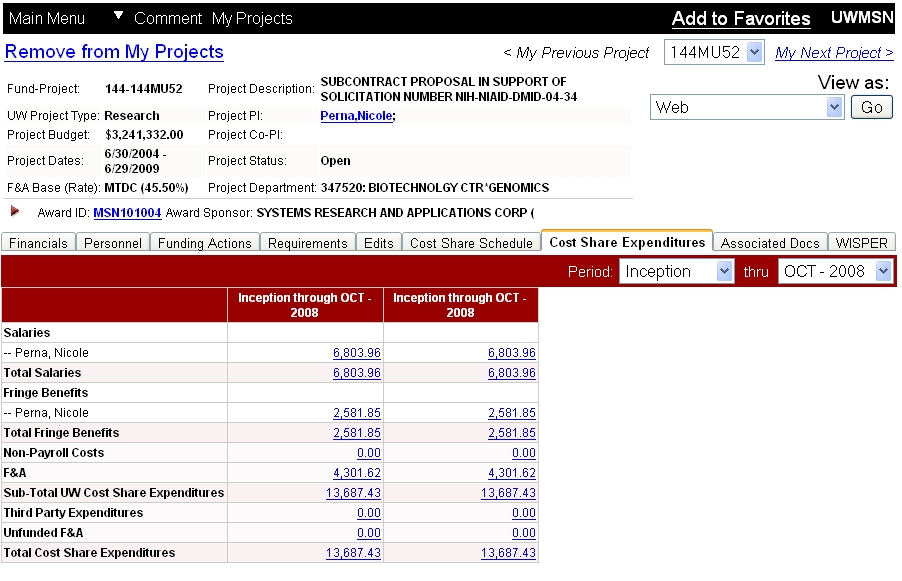 Main Menu Comment My Projects Add to Favorites UWMSN
Remove from My Projects < My Previous Project 144MU52 My Next Project >
View as:
Web Go
Fund-Project: 144-144MU52 Project Description: SUBCONTRACT PROPOSAL IN SUPPORT OF
SOLICITATION NUMBER NIH-NIAID-DMID-04-34
UW Project Type: Research Project PI: Perna,Nicole;
Project Budget: $3,241,332.00 Project Co-PI:
Project Dates: 6/30/2004 -
6/29/2009 Project Status: Open
F&A Base (Rate): MTDC (45.50%) Project Department: 347520: BIOTECHNOLGY CTR*GENOMICS
Award ID: MSN101004 Award Sponsor: SYSTEMS RESEARCH AND APPLICATIONS CORP (
Financials Personnel Funding Actions Requirements Edits Cost Share Schedule Cost Share Expenditures Associated Docs WISPER
Period: Inception thru OCT - 2008
Inception through OCT - Inception through OCT -
2008 2008
Salaries
-- Perna, Nicole 6,803.96 6,803.96
Total Salaries 6,803.96 6,803.96
Fringe Benefits
-- Perna, Nicole 2,581.85 2,581.85
Total Fringe Benefits 2,581.85 2,581.85
Non-Payroll Costs 0.00 0.00
F&A 4,301.62 4,301.62
Sub-Total UW Cost Share Expenditures 13,687.43 13,687.43
Third Party Expenditures 0.00 0.00
Unfunded F&A 0.00 0.00
Total Cost Share Expenditures 13,687.43 13,687.43